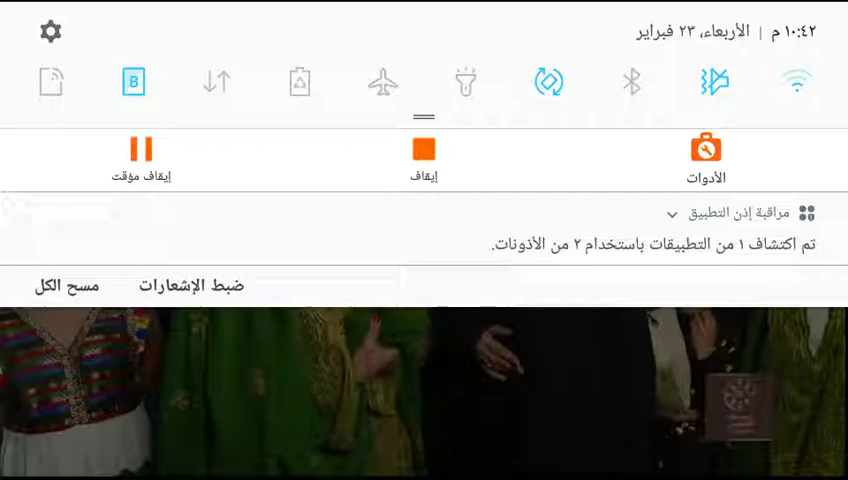 ١٠:٤٢ م | الأربعاء، ٢٣ فبراير
B
الأدوات
إيقاف
إيقاف مؤقت
مراقبة إذن التطبيق
تم اكتشاف ١ من التطبيقات باستخدام ٢ من الأذونات.
ضبط الإشعارات
مسح الكل